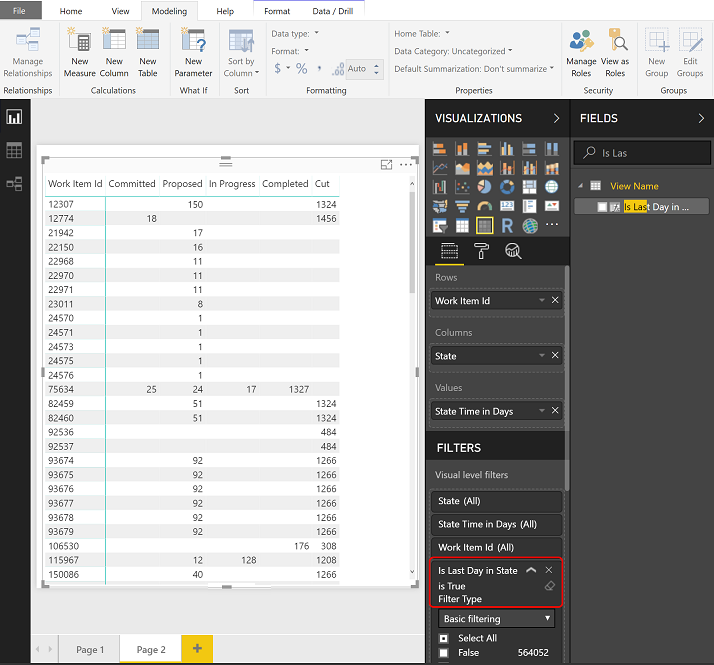 File Home View Modeling Help Format Data / Drill
Manage Relationships
New Measure
New Column
New Table
New Parameter
Sort by Column
Data type:
Format:
$ % , .00 Auto
Home Table:
Data Category: Uncategorized
Default Summarization: Don't summarize
Manage Roles
View as Roles
New Group
Edit Groups
Relationships Calculations What If Sort Formatting Properties Security Groups
Work Item Id Committed Proposed In Progress Completed Cut
12307 150 1324
12774 18 1456
21942 17
22150 16
22968 11
22970 11
22971 11
23011 8
24570 1
24571 1
24573 1
24575 1
24576 1
75634 25 24 17 1327
82459 51 1324
82460 51 1324
92536 484
92537 484
93674 92 1266
93675 92 1266
93676 92 1266
93677 92 1266
93678 92 1266
93679 92 1266
106530 176 308
115967 12 128 1208
150086 40 1266
Page 1 Page 2 +
VISUALIZATIONS
123
R
Rows
Work Item Id
Columns
State
Values
State Time in Days
FILTERS
Visual level filters
State (All)
State Time in Days (All)
Work Item Id (All)
Is Last Day in State
is True
Filter Type
Basic filtering
Select All
False 564052
FIELDS
Is Las
View Name
Is Last Day in ...